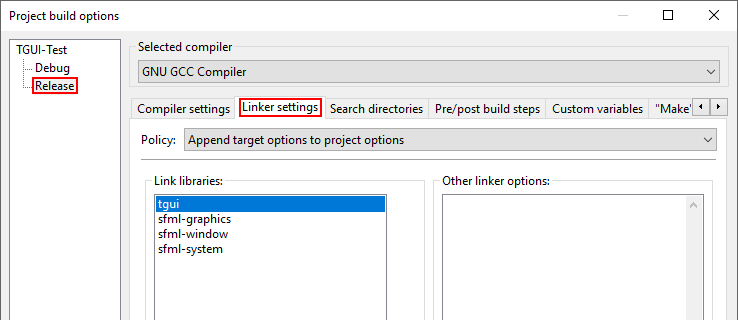 Project build options
TGUI-Test
Debug
Release
Selected compiler
GNU GCC Compiler
Compiler settings Linker settings Search directories Pre/post build steps Custom variables "Make"
Policy: Append target options to project options
Link libraries:
tgui
sfml-graphics
sfml-window
sfml-system
Other linker options: